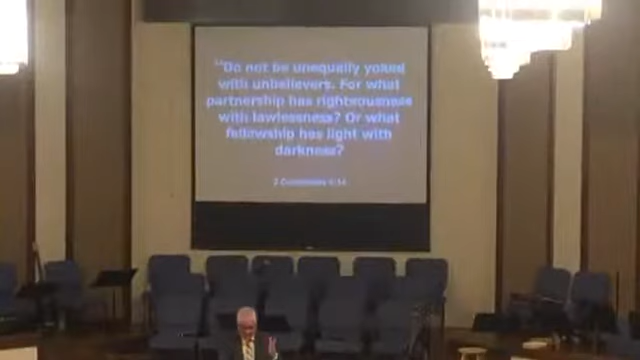 ¹⁴Do not be unequally yoked
with unbelievers. For what
partnership has righteousness
with lawlessness? Or what
fellowship has light with
darkness?
2 Corinthians 6:14